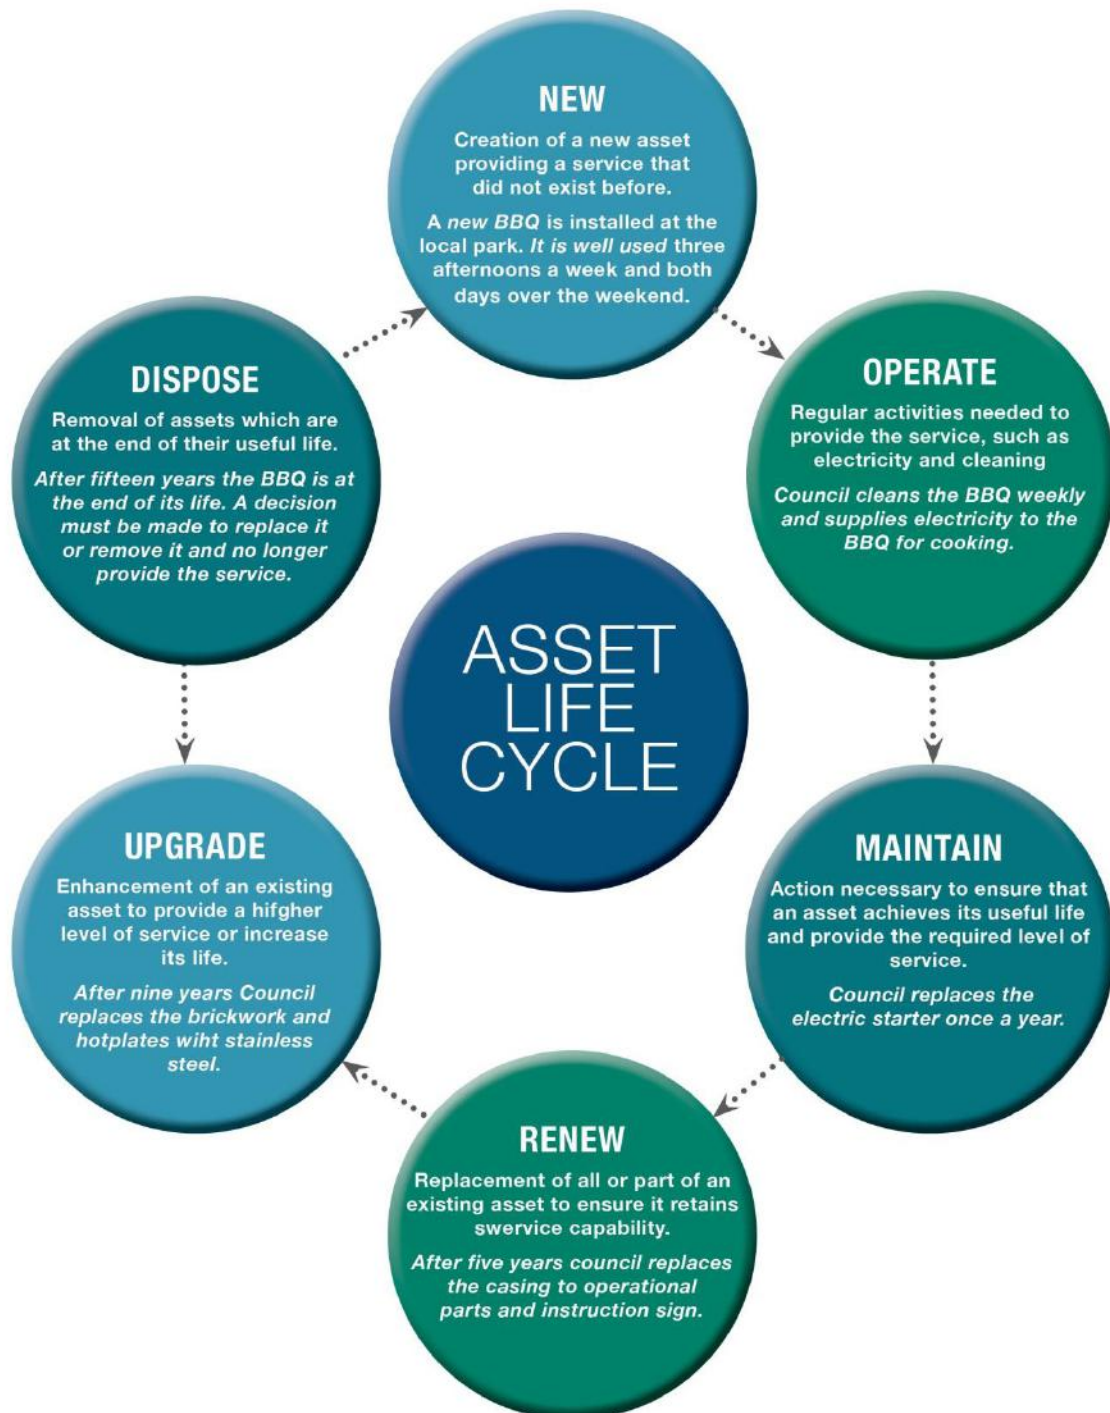 NEW
Creation of a new asset
providing a service that
did not exist before.
A new BBQ is installed at the
local park. It is well used three
afternoons a week and both
days over the weekend.
OPERATE
Regular activities needed to
provide the service, such as
electricity and cleaning
Council cleans the BBQ weekly
and supplies electricity to the
BBQ for cooking.
MAINTAIN
Action necessary to ensure that
an asset achieves its useful life
and provide the required level of
service.
Council replaces the
electric starter once a year.
RENEW
Replacement of all or part of an
existing asset to ensure it retains
swervice capability.
After five years council replaces
the casing to operational
parts and instruction sign.
UPGRADE
Enhancement of an existing
asset to provide a hifgher
level of service or increase
its life.
After nine years Council
replaces the brickwork and
hotplates wiht stainless
steel.
DISPOSE
Removal of assets which are
at the end of their useful life.
After fifteen years the BBQ is at
the end of its life. A decision
must be made to replace it
or remove it and no longer
provide the service.
ASSET
LIFE
CYCLE